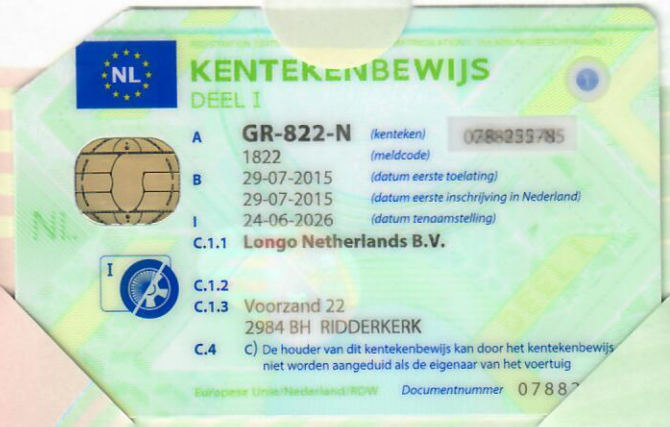 NL
KENTEKENBEWIJS
DEEL I
A GR-822-N (kenteken)
1822 (meldcode)
B 29-07-2015 (datum eerste toelating)
29-07-2015 (datum eerste inschrijving in Nederland)
I 24-06-2026 (datum tenaamstelling)
C.1.1 Longo Netherlands B.V.
NL
I
C.1.2
C.1.3 Voorzand 22
2984 BH RIDDERKERK
C.4 C) De houder van dit kentekenbewijs kan door het kentekenbewijs
niet worden aangeduid als de eigenaar van het voertuig
Europese Unie/Nederland/RDW Documentnummer 0788